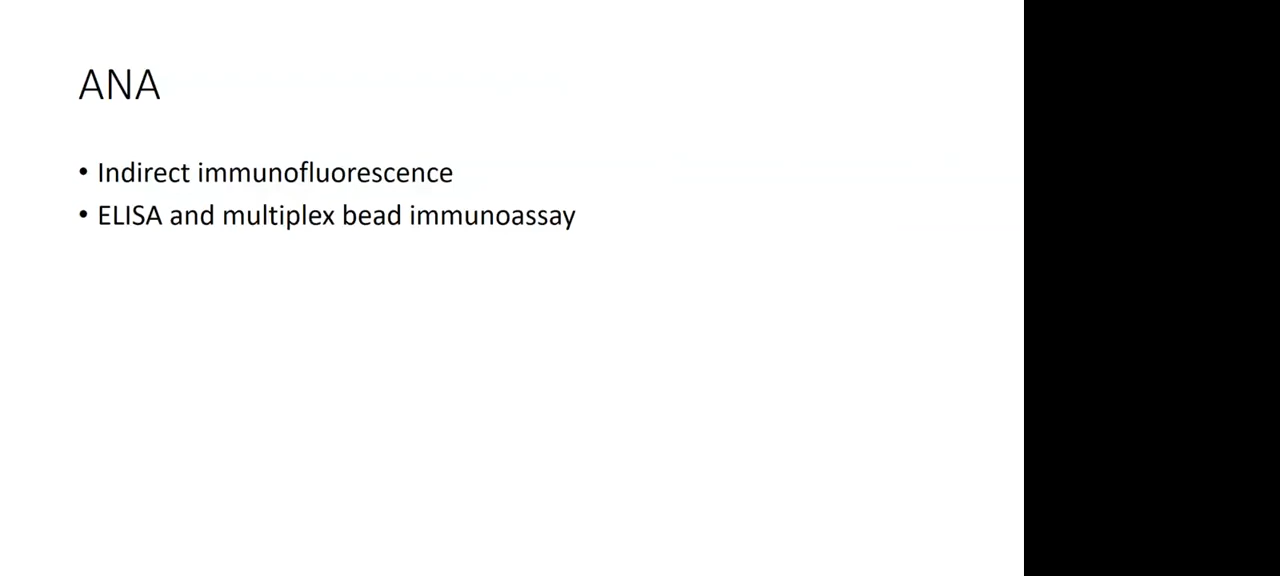 ANA
• Indirect immunofluorescence
• ELISA and multiplex bead immunoassay